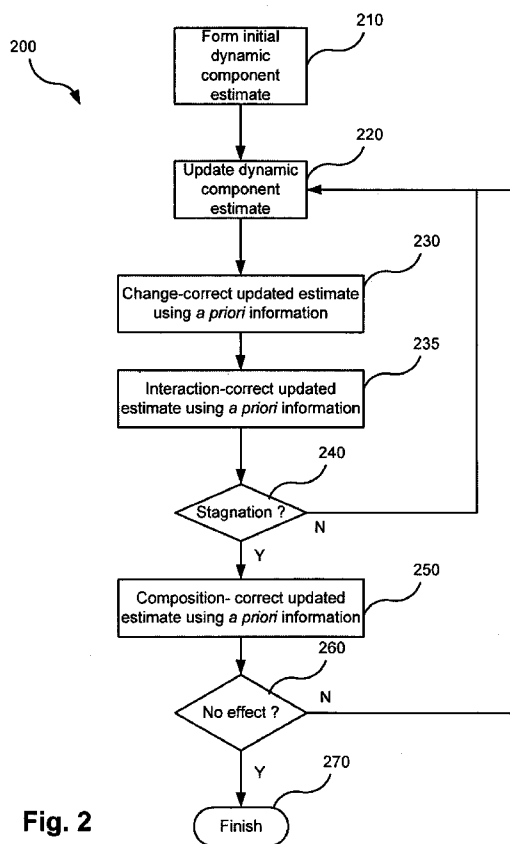 200
210
Form initial
dynamic
component
estimate
220
Update dynamic
component
estimate
230
Change-correct updated estimate
using a priori information
235
Interaction-correct updated
estimate using a priori information
240
Stagnation ?
N
Y
250
Composition- correct updated
estimate using a priori information
260
No effect ?
N
Y
270
Finish
Fig. 2